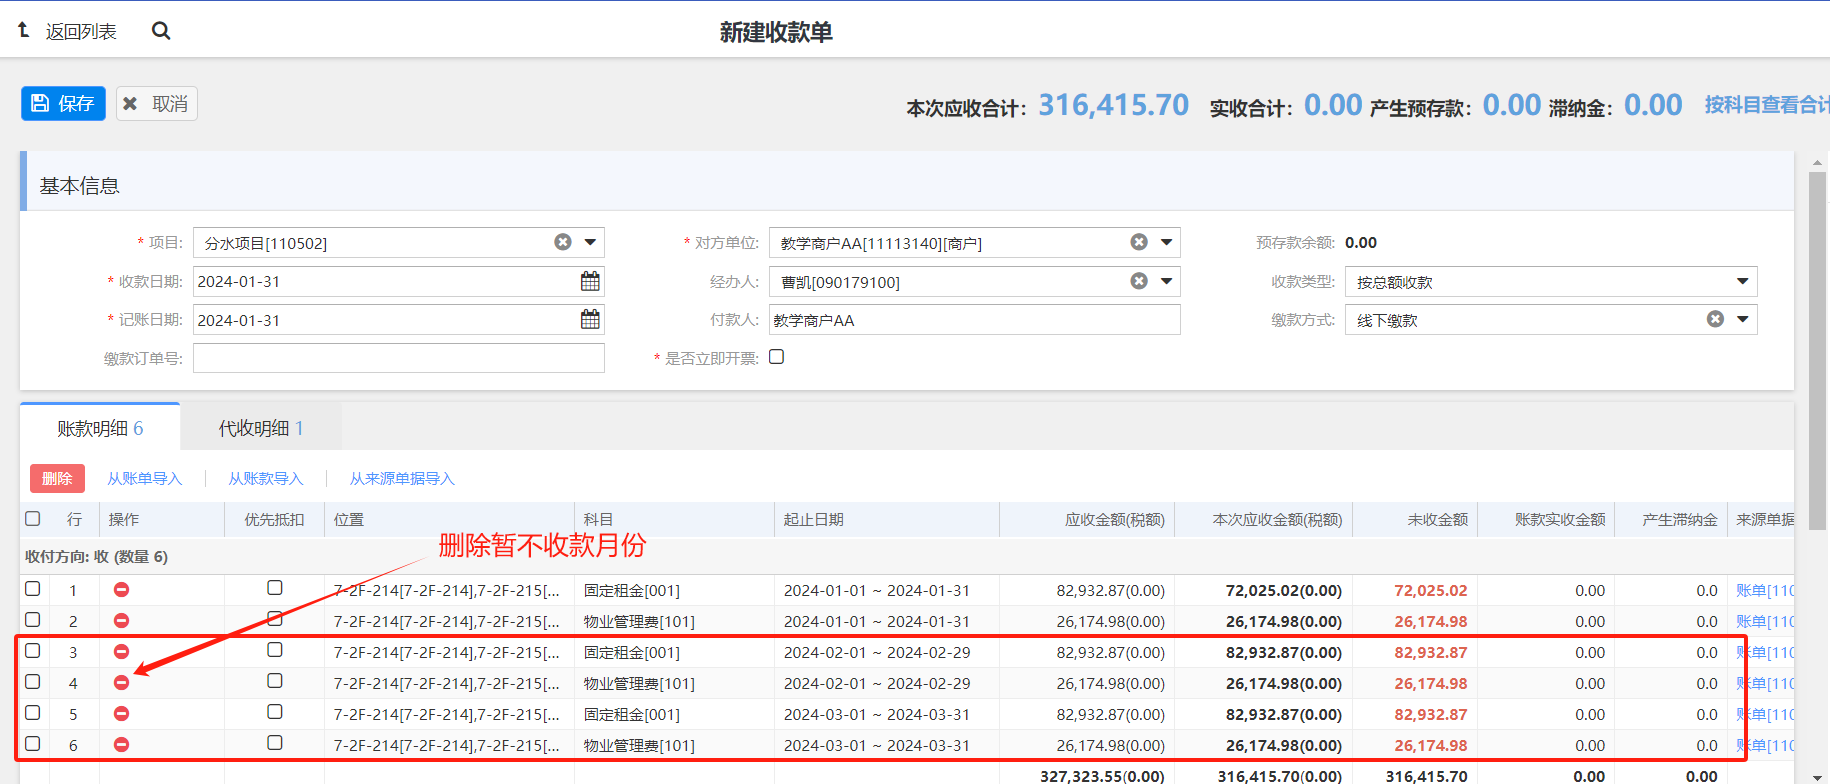 返回列表
新建收款单
保存 取消
本次应收合计: 316,415.70 实收合计: 0.00 产生预存款: 0.00 滞纳金: 0.00 按科目查看合计
基本信息
* 项目: 分水项目[110502] * 对方单位: 教学商户AA[11113140][商户] 预存款余额: 0.00
* 收款日期: 2024-01-31 经办人: 曹凯[090179100] 收款类型: 按总额收款
* 记账日期: 2024-01-31 付款人: 教学商户AA 缴款方式: 线下缴款
缴款订单号: * 是否立即开票:
账款明细 6 代收明细 1
删除 从账单导入 从账款导入 从来源单据导入
行 操作 优先抵扣 位置 科目 起止日期 应收金额(税额) 本次应收金额(税额) 未收金额 账款实收金额 产生滞纳金 来源单据
删除暂不收款月份
收付方向: 收 (数量 6)
1 7-2F-214[7-2F-214],7-2F-215[... 固定租金[001] 2024-01-01 ~ 2024-01-31 82,932.87(0.00) 72,025.02(0.00) 72,025.02 0.00 0.0 账单[110
2 7-2F-214[7-2F-214],7-2F-215[... 物业管理费[101] 2024-01-01 ~ 2024-01-31 26,174.98(0.00) 26,174.98(0.00) 26,174.98 0.00 0.0 账单[110
3 7-2F-214[7-2F-214],7-2F-215[... 固定租金[001] 2024-02-01 ~ 2024-02-29 82,932.87(0.00) 82,932.87(0.00) 82,932.87 0.00 0.0 账单[110
4 7-2F-214[7-2F-214],7-2F-215[... 物业管理费[101] 2024-02-01 ~ 2024-02-29 26,174.98(0.00) 26,174.98(0.00) 26,174.98 0.00 0.0 账单[110
5 7-2F-214[7-2F-214],7-2F-215[... 固定租金[001] 2024-03-01 ~ 2024-03-31 82,932.87(0.00) 82,932.87(0.00) 82,932.87 0.00 0.0 账单[110
6 7-2F-214[7-2F-214],7-2F-215[... 物业管理费[101] 2024-03-01 ~ 2024-03-31 26,174.98(0.00) 26,174.98(0.00) 26,174.98 0.00 0.0 账单[110
327,323.55(0.00) 316,415.70(0.00) 316,415.70 0.00 0.00